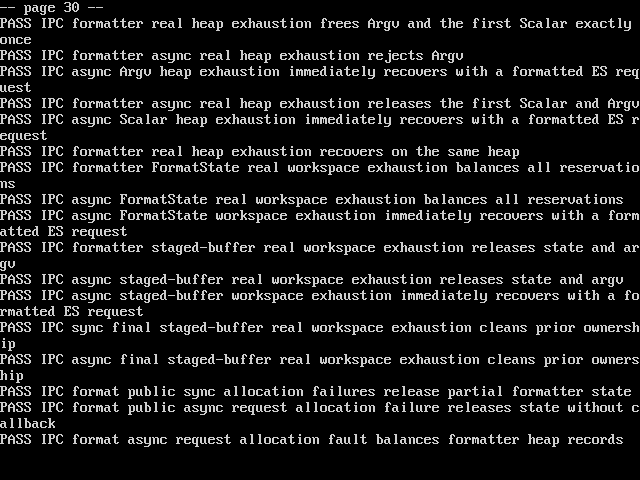 -- page 30 --
PASS IPC formatter real heap exhaustion frees Argv and the first Scalar exactly
once
PASS IPC formatter async real heap exhaustion rejects Argv
PASS IPC async Argv heap exhaustion immediately recovers with a formatted ES req
uest
PASS IPC formatter async real heap exhaustion releases the first Scalar and Argv
PASS IPC async Scalar heap exhaustion immediately recovers with a formatted ES r
equest
PASS IPC formatter real heap exhaustion recovers on the same heap
PASS IPC formatter FormatState real workspace exhaustion balances all reservatio
ns
PASS IPC async FormatState real workspace exhaustion balances all reservations
PASS IPC async FormatState workspace exhaustion immediately recovers with a form
atted ES request
PASS IPC formatter staged-buffer real workspace exhaustion releases state and ar
gv
PASS IPC async staged-buffer real workspace exhaustion releases state and argv
PASS IPC async staged-buffer workspace exhaustion immediately recovers with a fo
rmatted ES request
PASS IPC sync final staged-buffer real workspace exhaustion cleans prior ownersh
ip
PASS IPC async final staged-buffer real workspace exhaustion cleans prior owners
hip
PASS IPC format public sync allocation failures release partial formatter state
PASS IPC format public async request allocation failure releases state without c
allback
PASS IPC format async request allocation fault balances formatter heap records